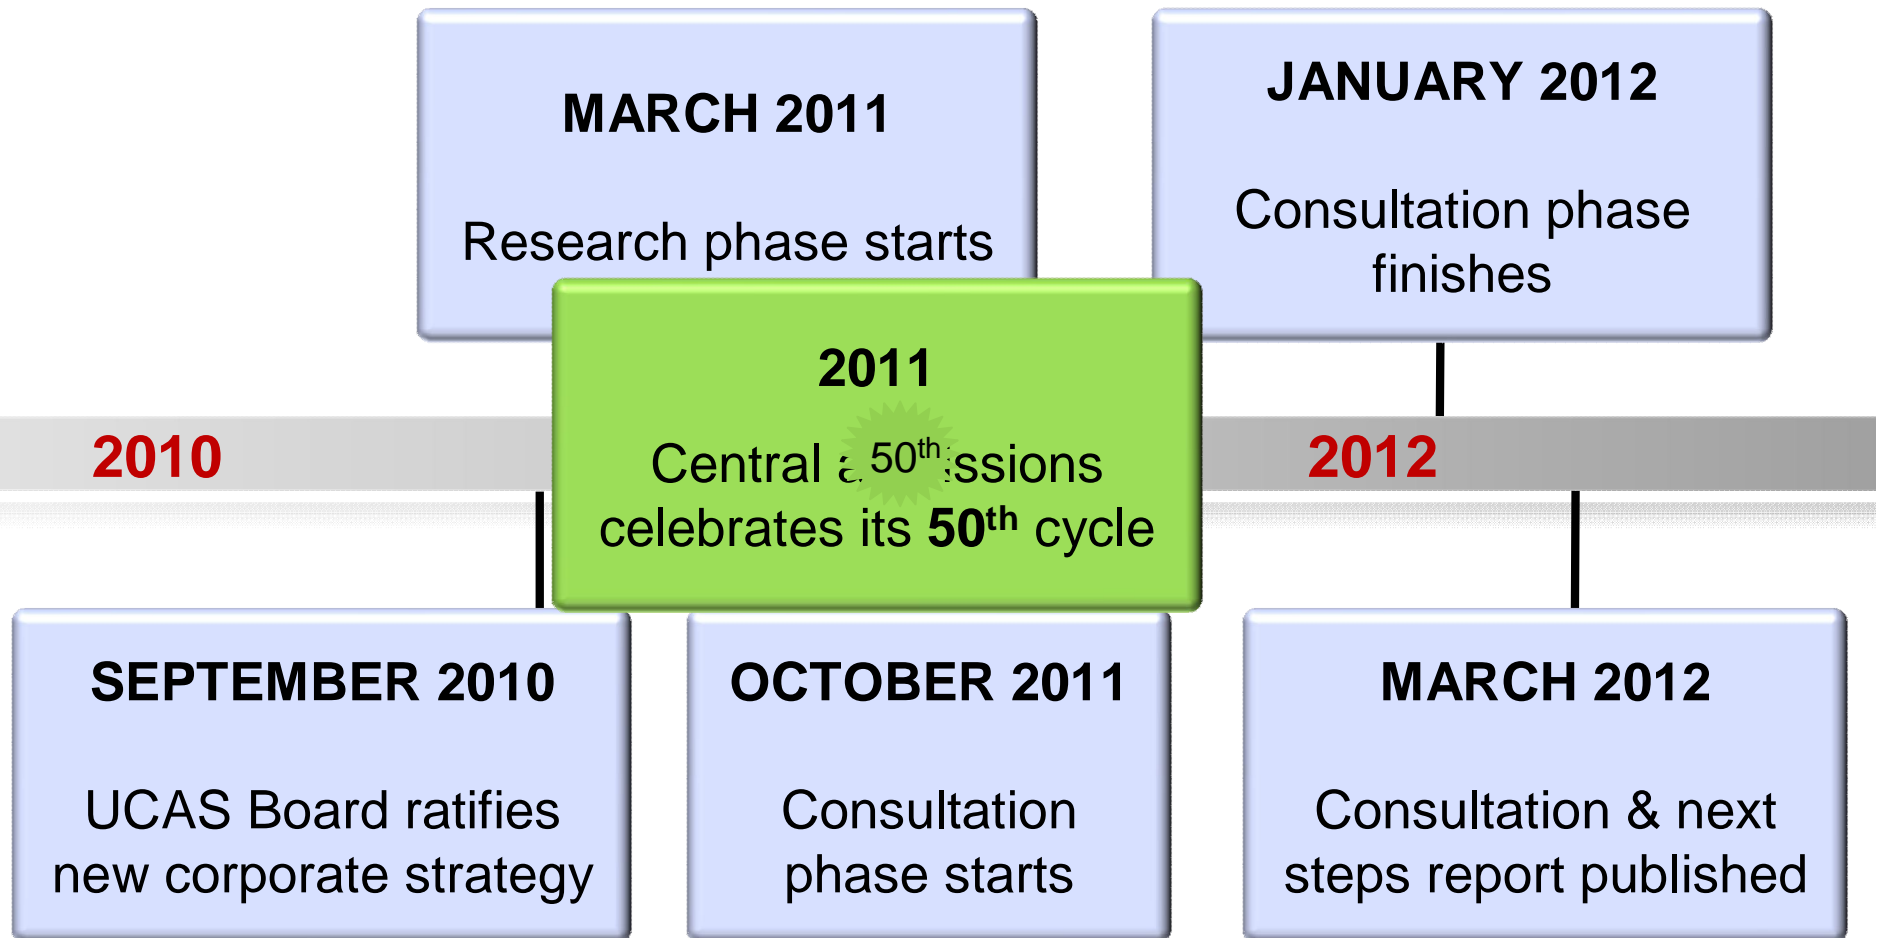 MARCH 2011
Research phase starts
JANUARY 2012
Consultation phase
finishes
2011
Central ssions
50th
celebrates its 50th cycle
2010
2012
SEPTEMBER 2010
UCAS Board ratifies
new corporate strategy
OCTOBER 2011
Consultation
phase starts
MARCH 2012
Consultation & next
steps report published